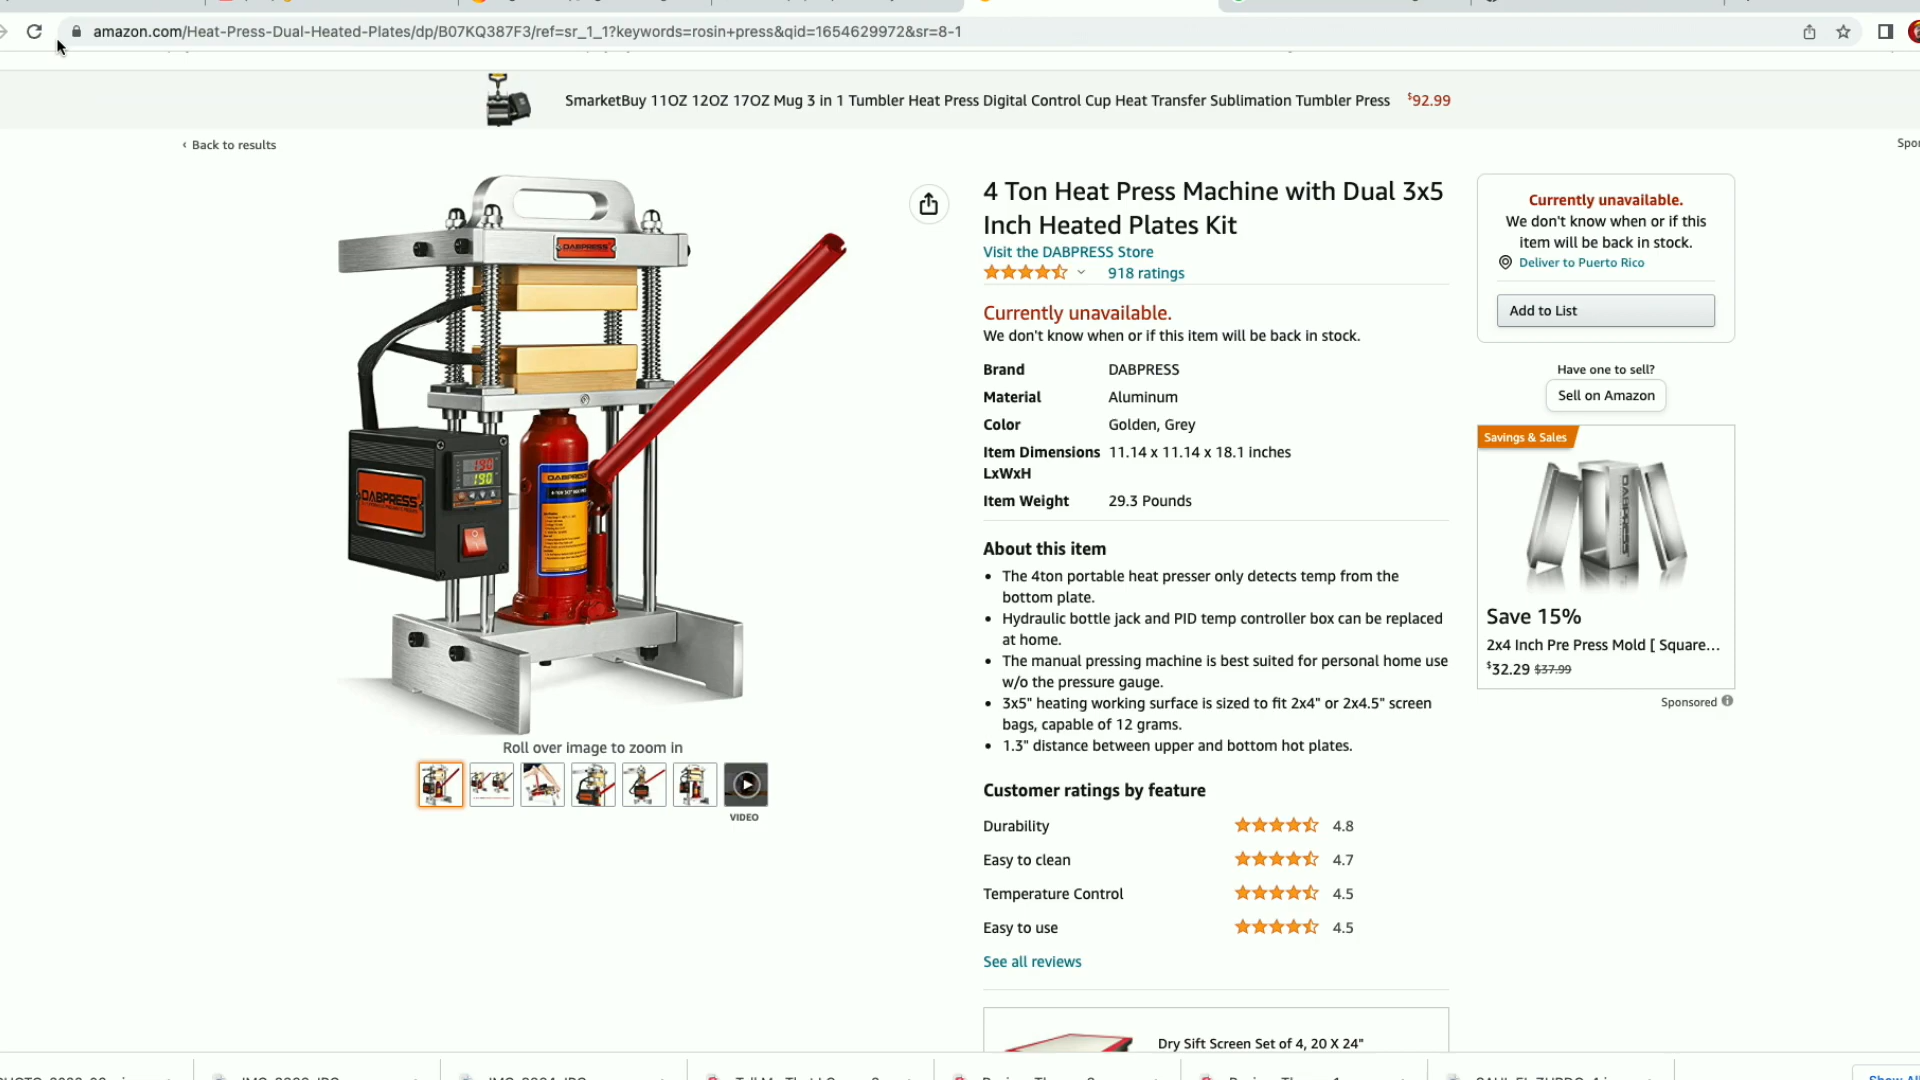 amazon.com/Heat-Press-Dual-Heated-Plates/dp/B07KQ387F3/ref=sr_1_1?keywords=rosin+press&qid=1654629972&sr=8-1
SmarketBuy 11OZ 12OZ 17OZ Mug 3 in 1 Tumbler Heat Press Digital Control Cup Heat Transfer Sublimation Tumbler Press $92.99
‹ Back to results
4 Ton Heat Press Machine with Dual 3x5
Inch Heated Plates Kit
Visit the DABPRESS Store
918 ratings
Currently unavailable.
We don't know when or if this item will be back in stock.
Brand DABPRESS
Material Aluminum
Color Golden, Grey
Item Dimensions 11.14 x 11.14 x 18.1 inches
LxWxH
Item Weight 29.3 Pounds
About this item
• The 4ton portable heat presser only detects temp from the
bottom plate.
• Hydraulic bottle jack and PID temp controller box can be replaced
at home.
• The manual pressing machine is best suited for personal home use
w/o the pressure gauge.
• 3x5" heating working surface is sized to fit 2x4" or 2x4.5" screen
bags, capable of 12 grams.
• 1.3" distance between upper and bottom hot plates.
Customer ratings by feature
Durability 4.8
Easy to clean 4.7
Temperature Control 4.5
Easy to use 4.5
See all reviews
Dry Sift Screen Set of 4, 20 X 24"
Currently unavailable.
We don't know when or if this
item will be back in stock.
Deliver to Puerto Rico
Add to List
Have one to sell?
Sell on Amazon
Savings & Sales
DABPRESS
Save 15%
2x4 Inch Pre Press Mold [ Square...
$32.29 $37.99
Sponsored
DABPRESS
190
190
DABPRESS
DABPRESS
Roll over image to zoom in
VIDEO